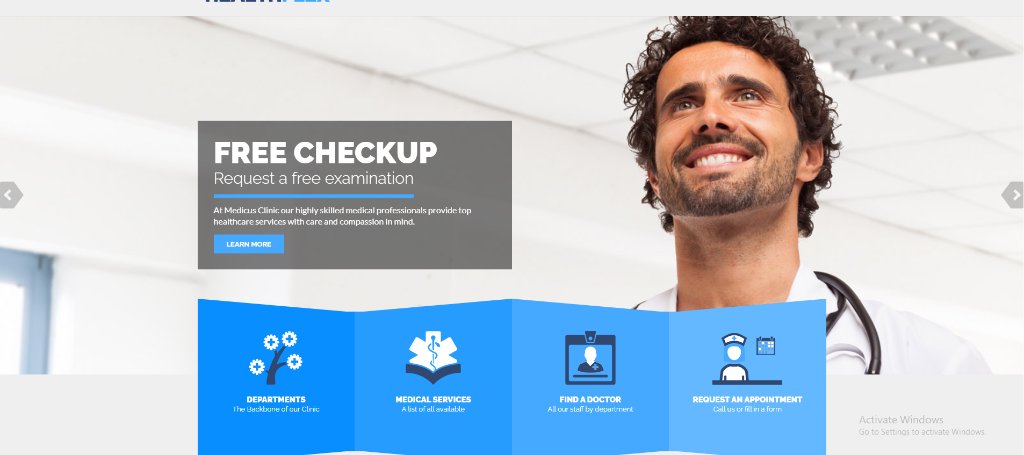 FREE CHECKUP
Request a free examination
At Medicus Clinic our highly skilled medical professionals provide top
healthcare services with care and compassion in mind.
LEARN MORE
DEPARTMENTS
The Backbone of our Clinic
MEDICAL SERVICES
A list of all available
FIND A DOCTOR
All our staff by department
REQUEST AN APPOINTMENT
Call us or fill in a form
Activate Windows
Go to Settings to activate Windows.